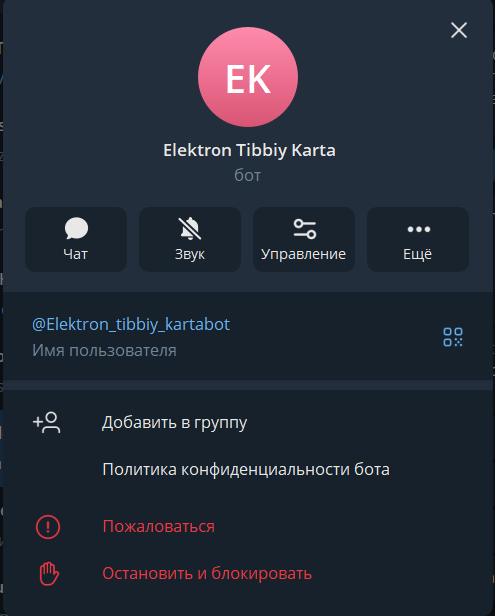 EK
Elektron Tibbiy Karta
бот
Чат
Звук
Управление
Ещё
@Elektron_tibbiy_kartabot
Имя пользователя
Добавить в группу
Политика конфиденциальности бота
Пожаловаться
Остановить и блокировать